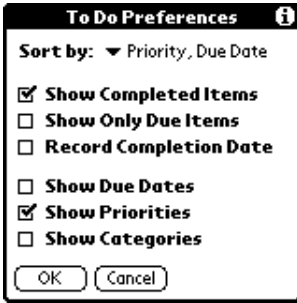 To Do Preferences i
Sort by: Priority, Due Date
Show Completed Items
Show Only Due Items
Record Completion Date
Show Due Dates
Show Priorities
Show Categories
OK Cancel